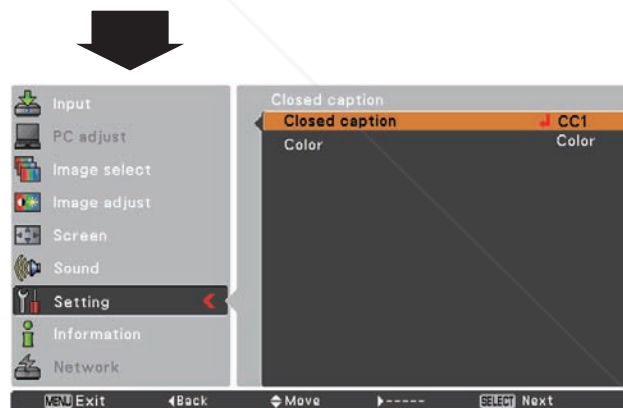 Input
PC adjust
Image select
Image adjust
Screen
Sound
Setting
Information
Network
Closed caption
Closed caption CC1
Color Color
MENU Exit Back Move ----- SELECT Next